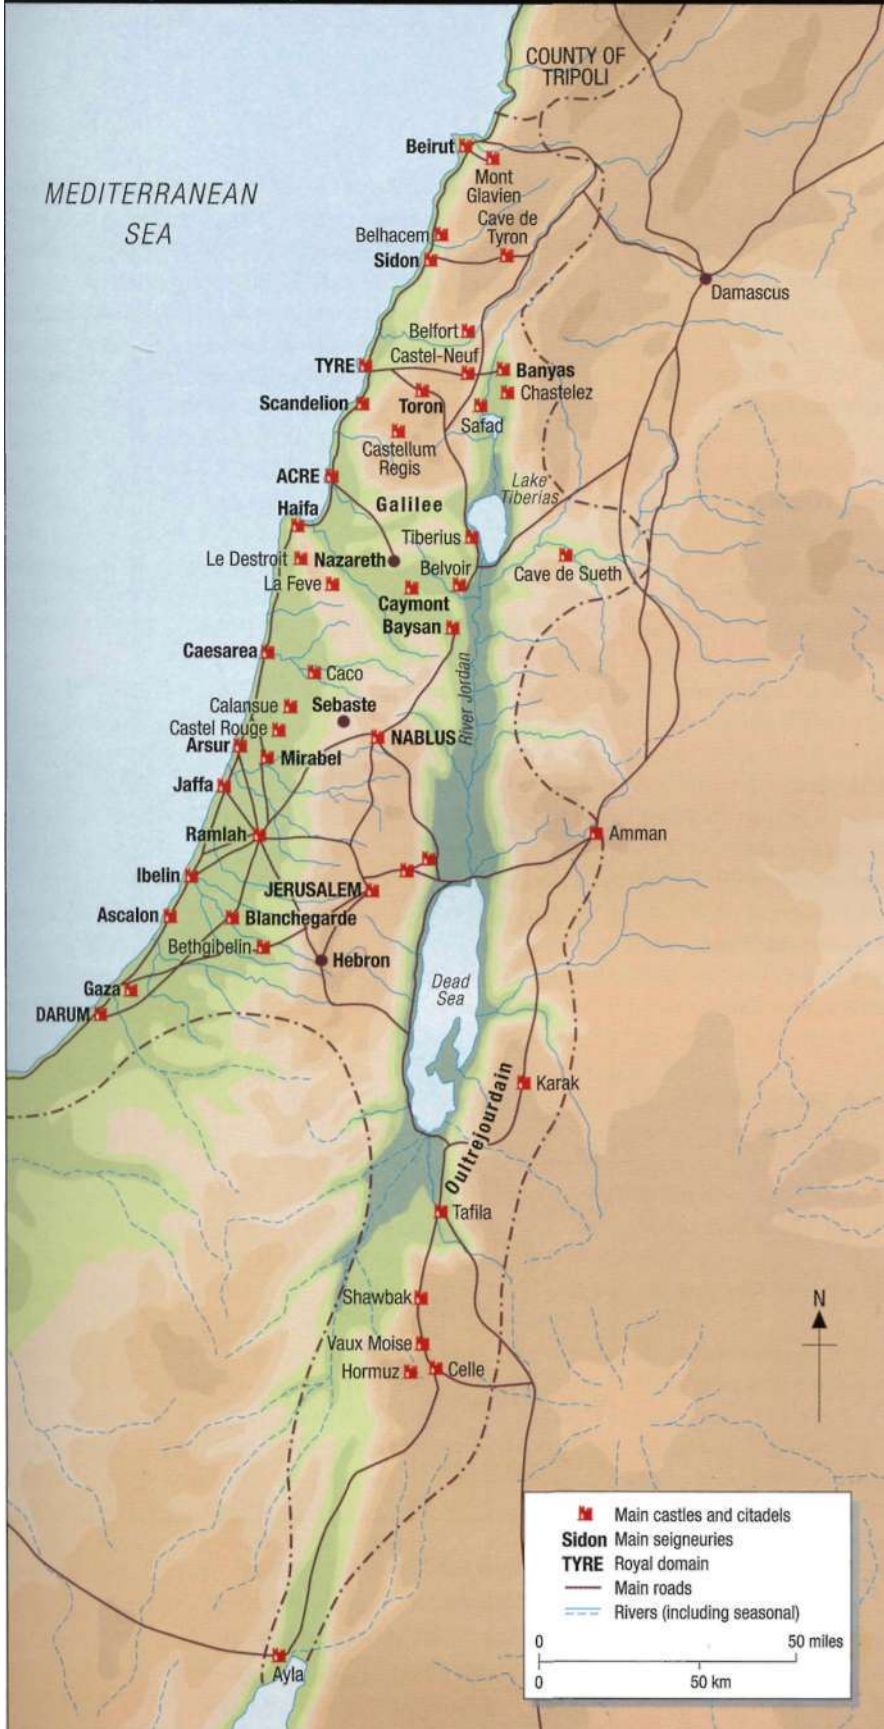 COUNTY OF
TRIPOLI
Beirut
MEDITERRANEAN
SEA
Mont
Glavien
Cave de
Tyron
Belhacem
Sidon
Damascus
Belfort
Castel-Neuf
TYRE
Banyas
Chastelez
Scandelion
Toron
Safad
Castellum
Regis
ACRE
Lake
Tiberias
Galilee
Haifa
Tiberius
Le Destroit
Nazareth
Belvoir
Cave de Sueth
La Feve
Caymont
Baysan
Caesarea
Caco
River Jordan
Calansue
Sebaste
Castel Rouge
Arsur
NABLUS
Mirabel
Jaffa
Ramlah
Amman
Ibelin
JERUSALEM
Ascalon
Blanchegarde
Bethgibelin
Hebron
Dead
Sea
Gaza
DARUM
Karak
Oultrejourdain
Tafila
Shawbak
N
Vaux Moise
Hormuz
Celle
Main castles and citadels
Sidon Main seigneuries
TYRE Royal domain
Main roads
Rivers (including seasonal)
0 50 miles
0 50 km
Ayla